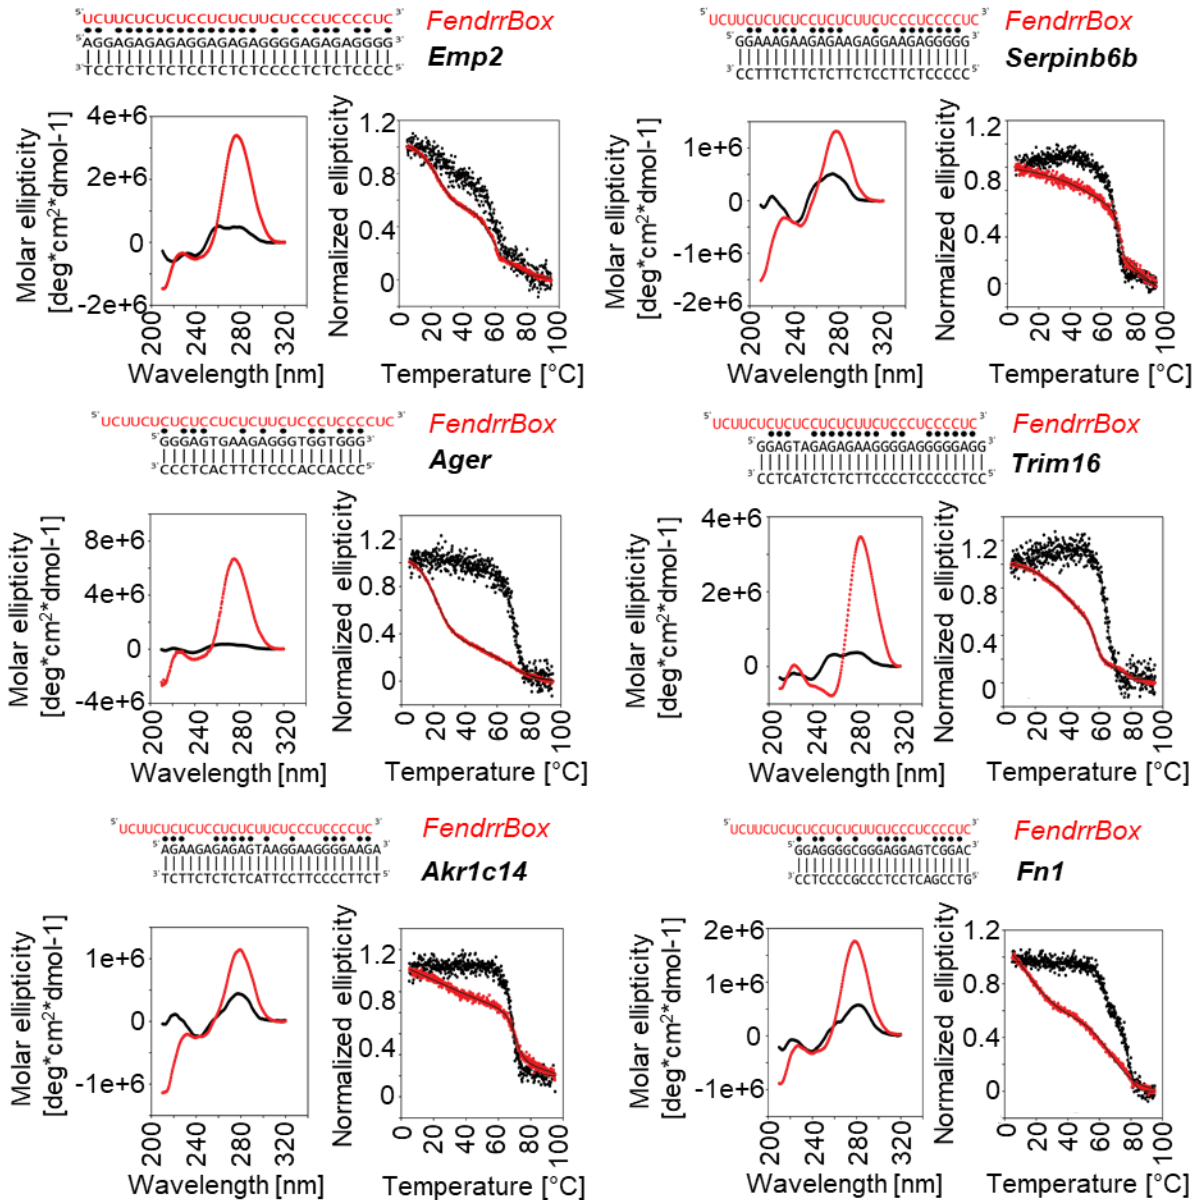 5' UCUUCUCUCUCCUCUCUUCUCCCUCCCCUC 3' FendrrBox
5' AGGAGAGAGAGGAGAGAGGGGAGAGAGGGG 3' Emp2
3' TCCTCTCTCTCCTCTCTCCCCTCTCTCCCC 5'
Molar ellipticity
[deg*cm2*dmol-1]
4e+6
2e+6
0
-2e+6
200 240 280 320
Wavelength [nm]
Normalized ellipticity
1.2
0.8
0.4
0
0 20 40 60 80 100
Temperature [°C]
5' UCUUCUCUCUCCUCUCUUCUCCCUCCCCUC 3' FendrrBox
5' GGAAAGAAGAGAAGAGGAAGAGGGGG 3' Serpinb6b
3' CCTTTCTTCTCTTCTCCTTCTCCCCC 5'
Molar ellipticity
[deg*cm2*dmol-1]
1e+6
0
-1e+6
-2e+6
200 240 280 320
Wavelength [nm]
Normalized ellipticity
1.2
0.8
0.4
0
0 20 40 60 80 100
Temperature [°C]
5' UCUUCUCUCUCCUCUCUUCUCCCUCCCCUC 3' FendrrBox
5' GGGAGTGAAGAGGGTGGTGGG 3' Ager
3' CCCTCACTTCTCCCACCACCC 5'
Molar ellipticity
[deg*cm2*dmol-1]
8e+6
4e+6
0
-4e+6
200 240 280 320
Wavelength [nm]
Normalized ellipticity
1.2
0.8
0.4
0
0 20 40 60 80 100
Temperature [°C]
5' UCUUCUCUCUCCUCUCUUCUCCCUCCCCUC 3' FendrrBox
5' GGAGTAGAGAGAAGGGGAGGGGGAGG 3' Trim16
3' CCTCATCTCTCTTCCCCTCCCCCTCC 5'
Molar ellipticity
[deg*cm2*dmol-1]
4e+6
2e+6
0
200 240 280 320
Wavelength [nm]
Normalized ellipticity
1.2
0.8
0.4
0
0 20 40 60 80 100
Temperature [°C]
5' UCUUCUCUCUCCUCUCUUCUCCCUCCCCUC 3' FendrrBox
5' AGAAGAGAGAGTAAGGAAGGGGAAGA 3' Akr1c14
3' TCTTCTCTCTCATTCCTTCCCCTTCT 5'
Molar ellipticity
[deg*cm2*dmol-1]
1e+6
0
-1e+6
200 240 280 320
Wavelength [nm]
Normalized ellipticity
1.2
0.8
0.4
0
0 20 40 60 80 100
Temperature [°C]
5' UCUUCUCUCUCCUCUCUUCUCCCUCCCCUC 3' FendrrBox
5' GGAGGGGCGGGAGGAGTCGGAC 3' Fn1
3' CCTCCCCGCCCTCCTCAGCCTG 5'
Molar ellipticity
[deg*cm2*dmol-1]
2e+6
1e+6
0
-1e+6
200 240 280 320
Wavelength [nm]
Normalized ellipticity
1.2
0.8
0.4
0
0 20 40 60 80 100
Temperature [°C]